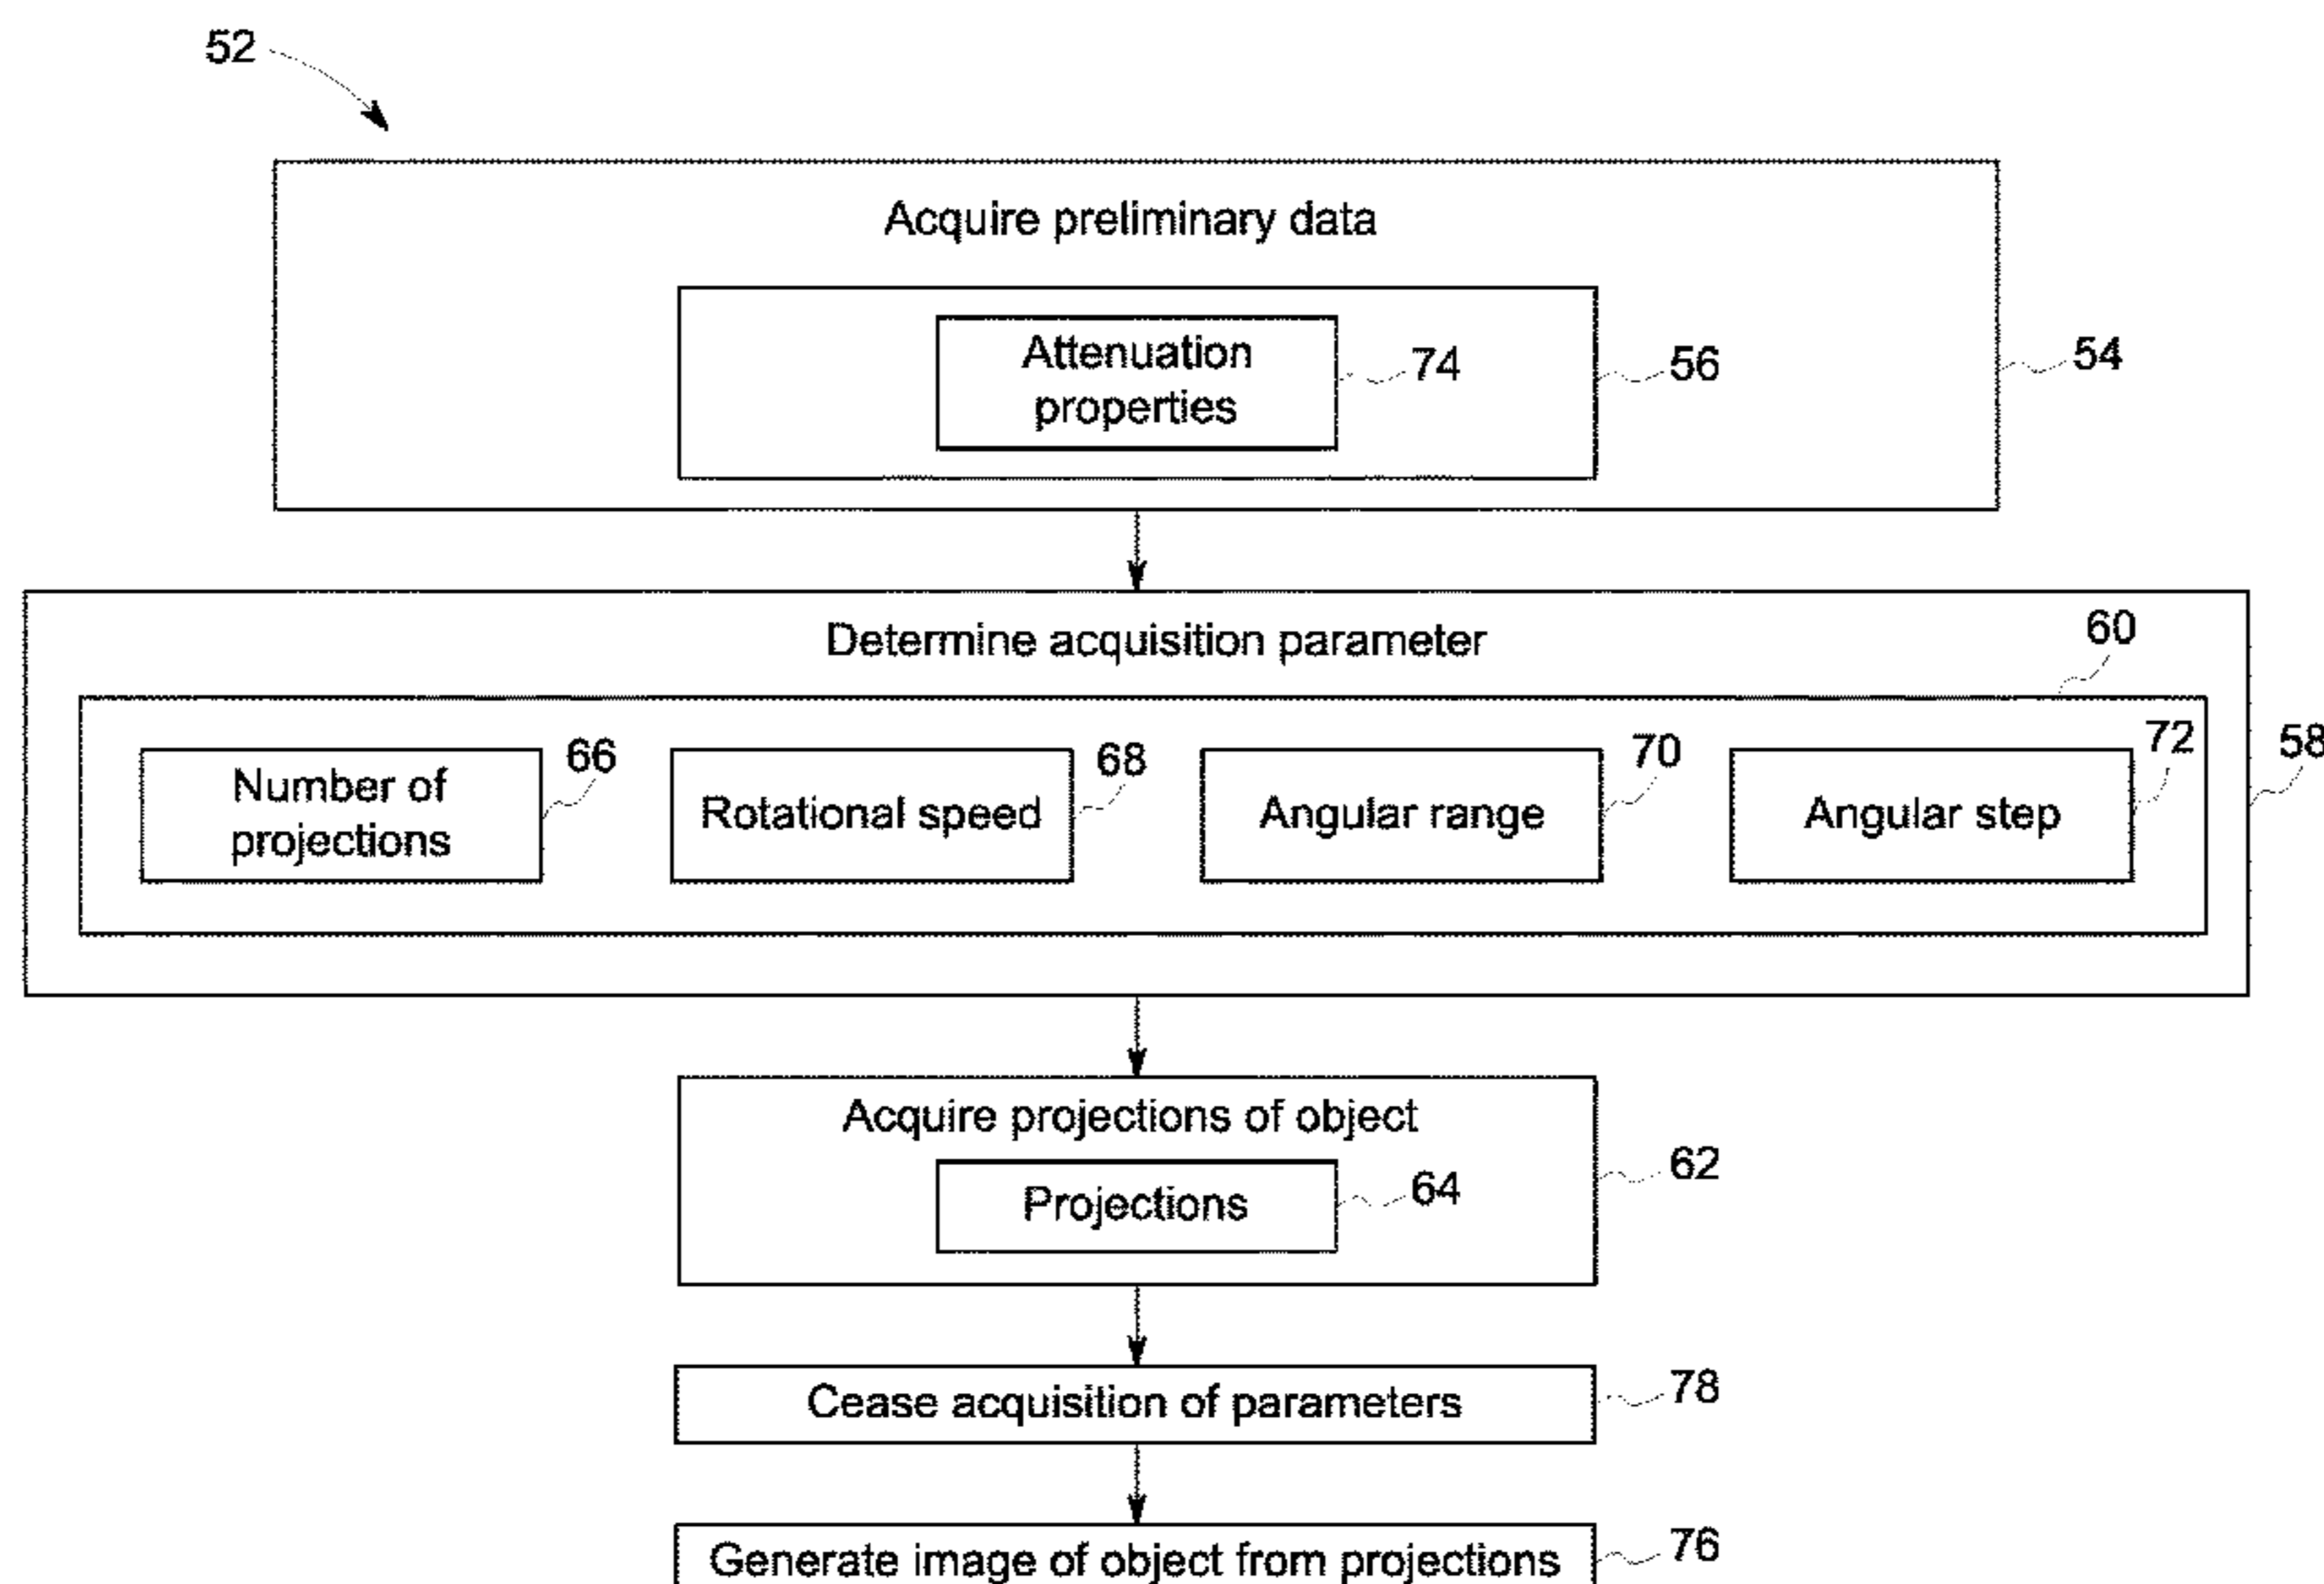 52
Acquire preliminary data
Attenuation
properties
74
56
54
Determine acquisition parameter
60
66
68
70
72
58
Number of
projections
Rotational speed
Angular range
Angular step
Acquire projections of object
62
Projections
64
Cease acquisition of parameters
78
Generate image of object from projections
76